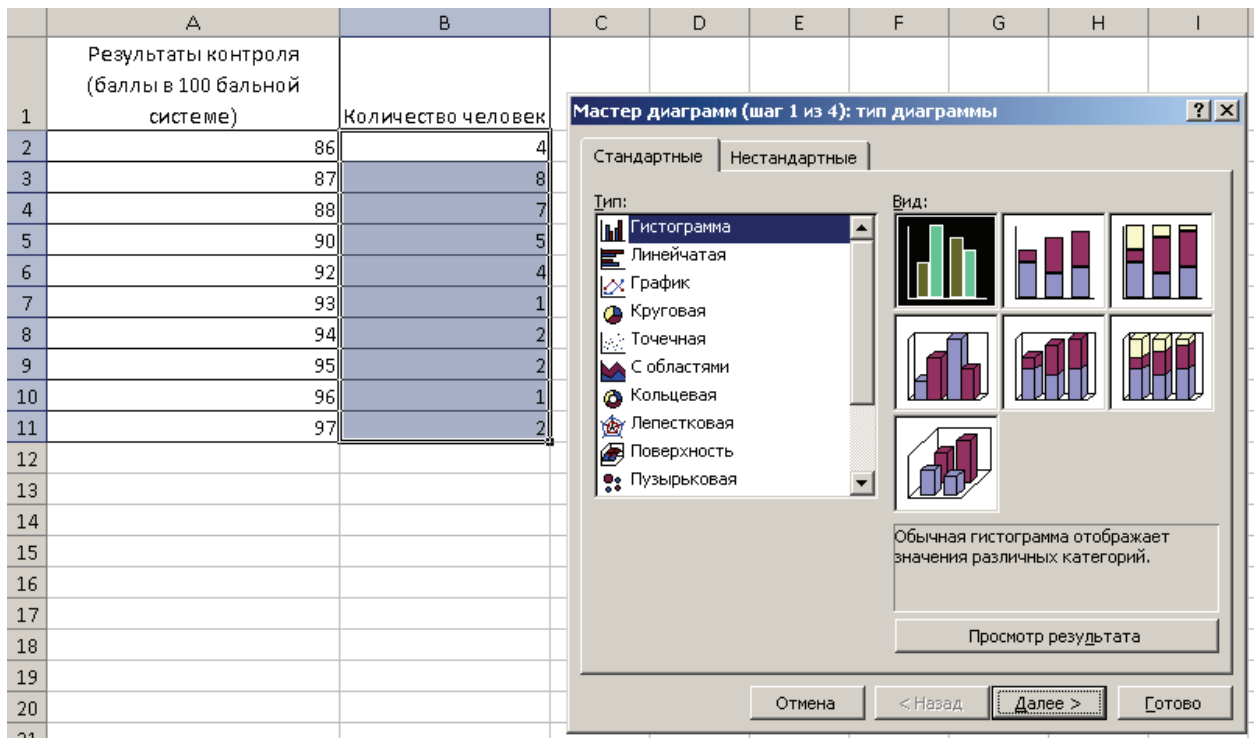 A B C D E F G H I
Результаты контроля
(баллы в 100 бальной
1 системе) Количество человек
2 86 4
3 87 8
4 88 7
5 90 5
6 92 4
7 93 1
8 94 2
9 95 2
10 96 1
11 97 2
12
13
14
15
16
17
18
19
20
21
Мастер диаграмм (шаг 1 из 4): тип диаграммы
Стандартные Нестандартные
Тип:
Гистограмма
Линейчатая
График
Круговая
Точечная
С областями
Кольцевая
Лепестковая
Поверхность
Пузырьковая
Вид:
Обычная гистограмма отображает
значения различных категорий.
Просмотр результата
Отмена < Назад Далее > Готово